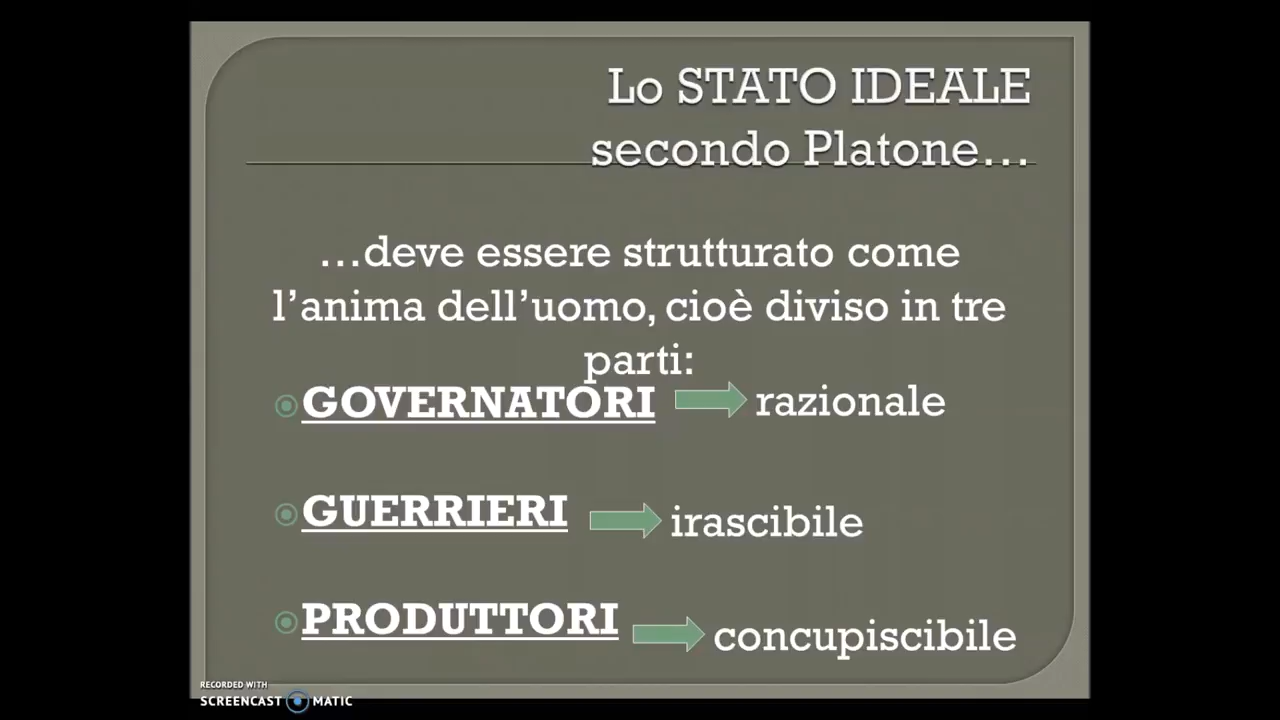 Lo STATO IDEALE
secondo Platone...
...deve essere strutturato come
l'anima dell'uomo, cioè diviso in tre
parti:
GOVERNATORI razionale
GUERRIERI irascibile
PRODUTTORI concupiscibile
RECORDED WITH
SCREENCAST MATIC